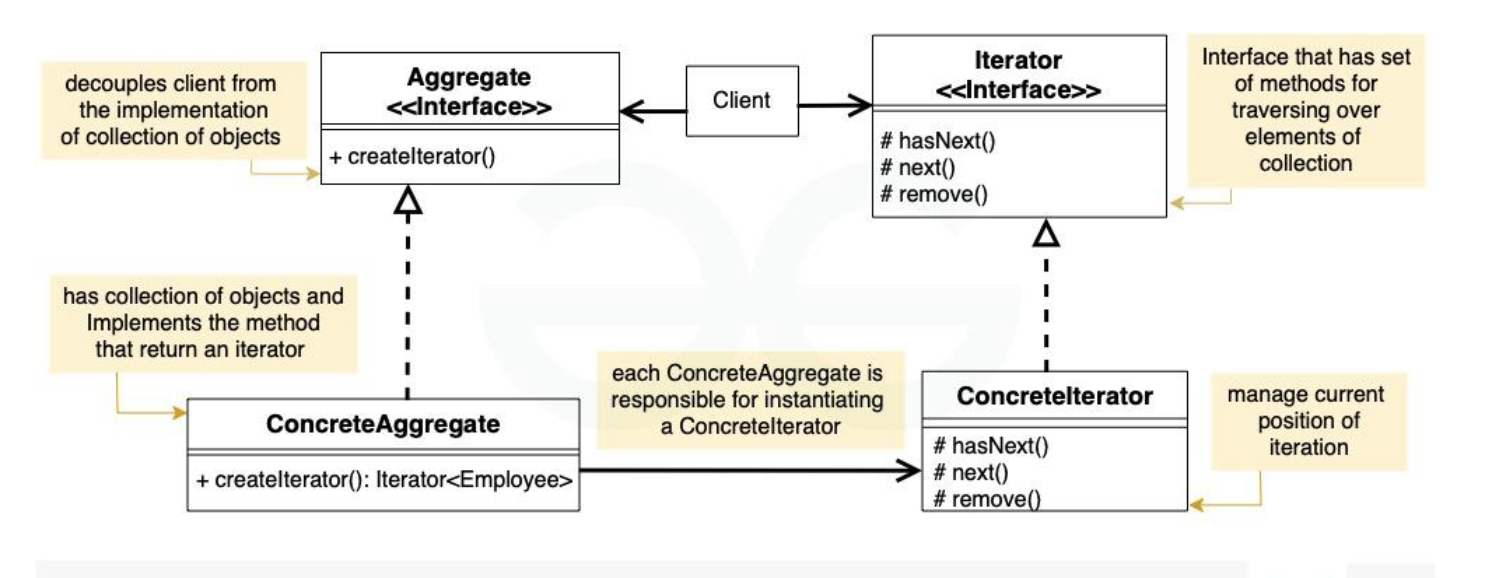 decouples client from
the implementation
of collection of objects
Aggregate
<<Interface>>
+ createIterator()
Client
Iterator
<<Interface>>
# hasNext()
# next()
# remove()
Interface that has set
of methods for
traversing over
elements of
collection
has collection of objects and
Implements the method
that return an iterator
ConcreteAggregate
+ createIterator(): Iterator<Employee>
each ConcreteAggregate is
responsible for instantiating
a ConcreteIterator
ConcreteIterator
# hasNext()
# next()
# remove()
manage current
position of
iteration